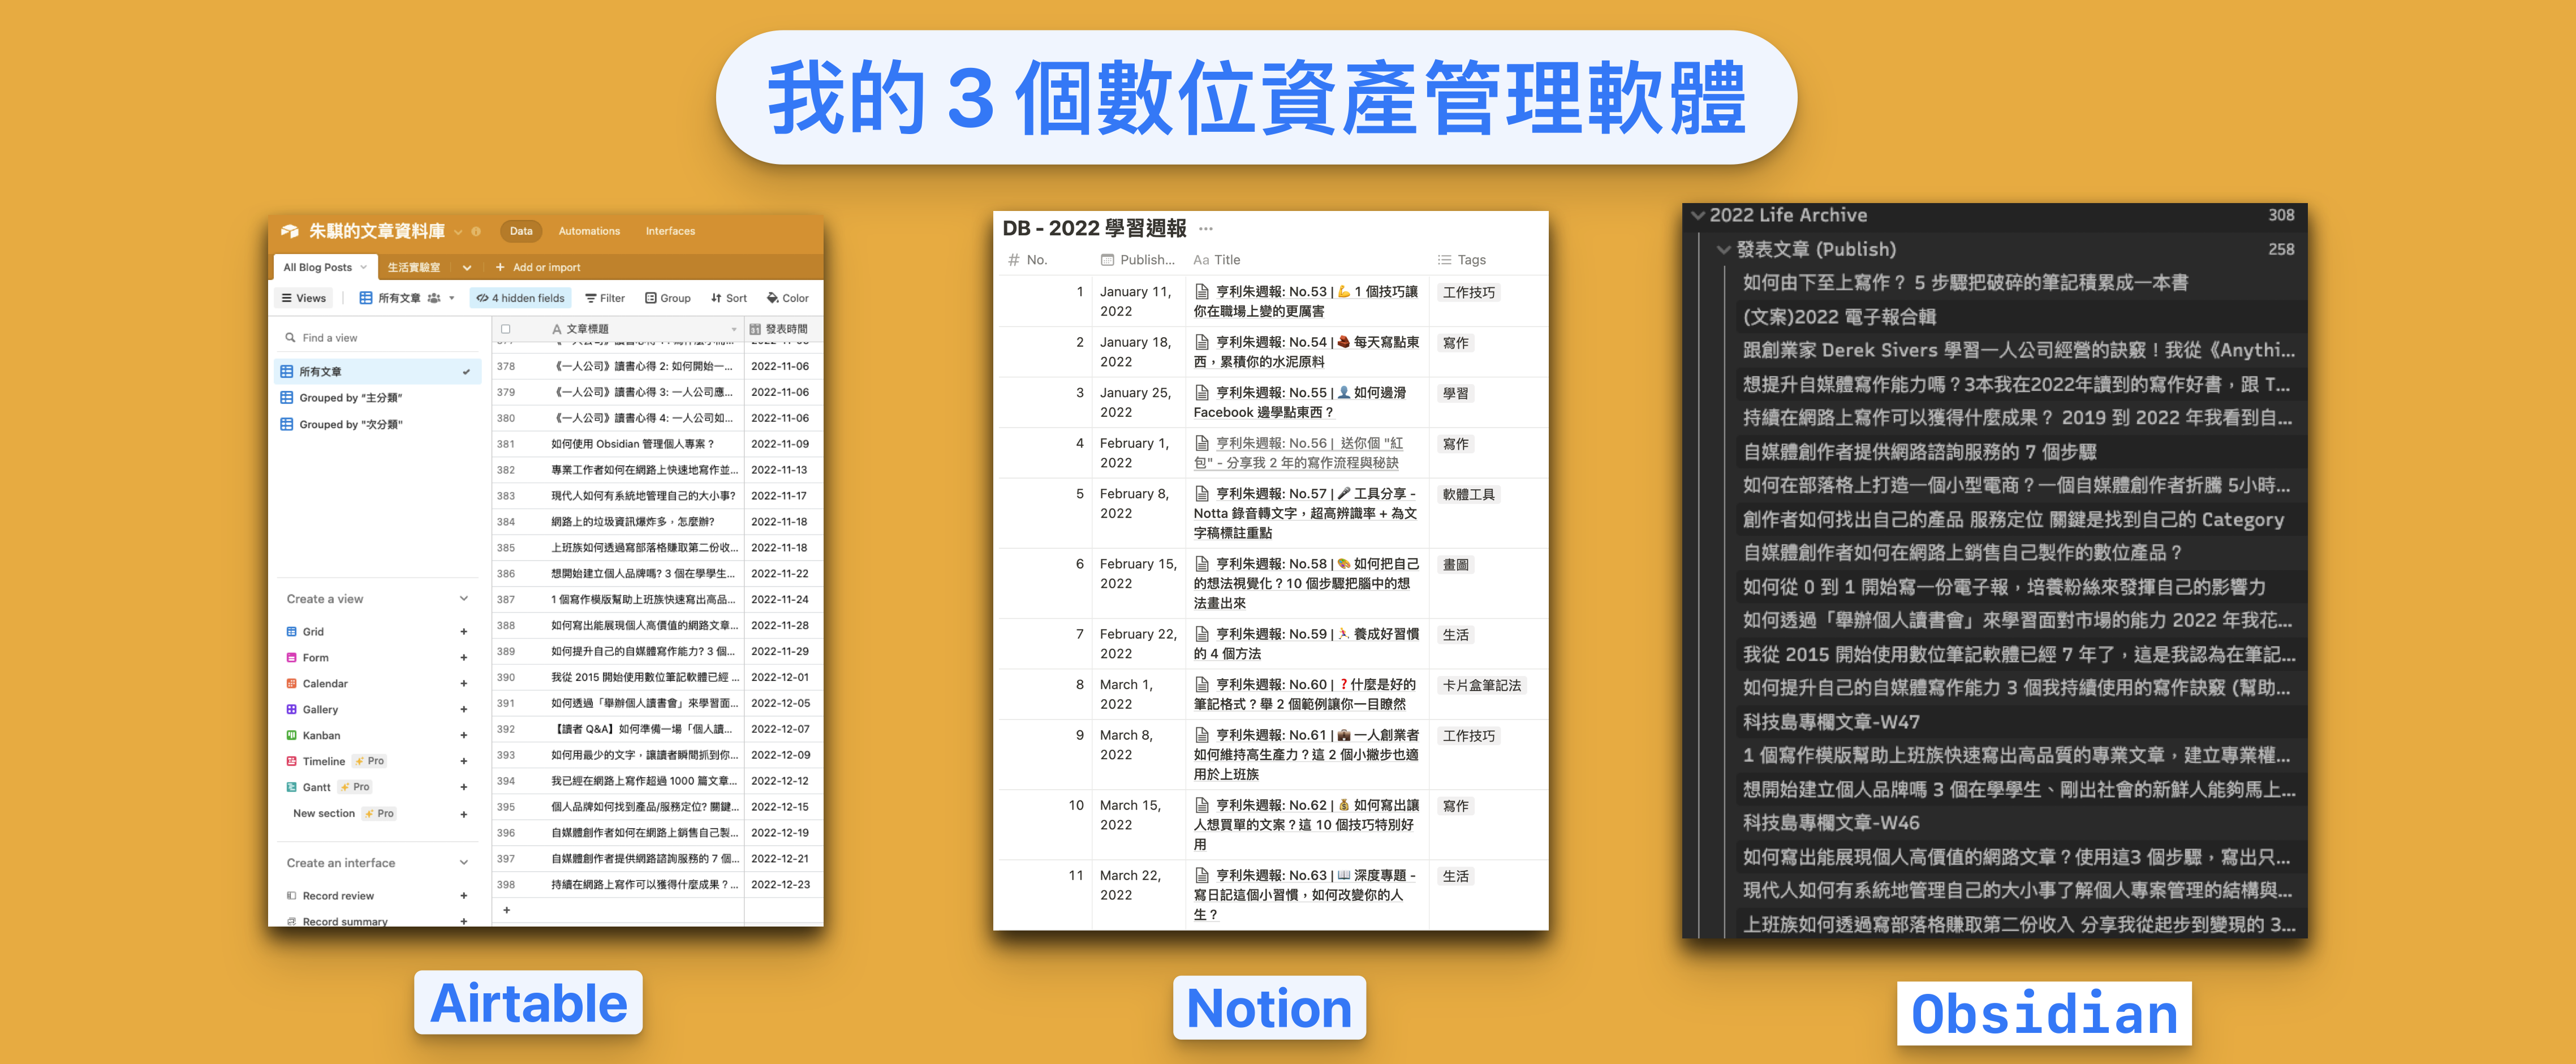 我的 3 個數位資產管理軟體
朱騏的文章資料庫
Data
Automations
Interfaces
All Blog Posts
生活實驗室
+ Add or import
Views
所有文章
4 hidden fields
Filter
Group
Sort
Color
Find a view
所有文章
Grouped by "主分類"
Grouped by "次分類"
Create a view
Grid +
Form +
Calendar +
Gallery +
Kanban +
Timeline Pro +
Gantt Pro +
New section Pro +
Create an interface
Record review +
Record summary +
文章標題 發表時間
378 《一人公司》讀書心得 2: 如何開始一... 2022-11-06
379 《一人公司》讀書心得 3: 一人公司應... 2022-11-06
380 《一人公司》讀書心得 4: 一人公司如... 2022-11-06
381 如何使用 Obsidian 管理個人專案？ 2022-11-09
382 專業工作者如何在網路上快速地寫作並... 2022-11-13
383 現代人如何有系統地管理自己的大小事? 2022-11-17
384 網路上的垃圾資訊爆炸多，怎麼辦? 2022-11-18
385 上班族如何透過寫部落格賺取第二份收... 2022-11-18
386 想開始建立個人品牌嗎? 3 個在學學生... 2022-11-22
387 1 個寫作模版幫助上班族快速寫出高品... 2022-11-24
388 如何寫出能展現個人高價值的網路文章... 2022-11-28
389 如何提升自己的自媒體寫作能力? 3 個... 2022-11-29
390 我從 2015 開始使用數位筆記軟體已經 ... 2022-12-01
391 如何透過「舉辦個人讀書會」來學習面... 2022-12-05
392 【讀者 Q&A】如何準備一場「個人讀... 2022-12-07
393 如何用最少的文字，讓讀者瞬間抓到你... 2022-12-09
394 我已經在網路上寫作超過 1000 篇文章... 2022-12-12
395 個人品牌如何找到產品/服務定位? 關鍵... 2022-12-15
396 自媒體創作者如何在網路上銷售自己製... 2022-12-19
397 自媒體創作者提供網路諮詢服務的 7 個... 2022-12-21
398 持續在網路上寫作可以獲得什麼成果？... 2022-12-23
+
Airtable
DB - 2022 學習週報 ...
# No. Publish... Aa Title Tags
1 January 11, 亨利朱週報: No.53 | 💪 1 個技巧讓 工作技巧
2022 你在職場上變的更厲害
2 January 18, 亨利朱週報: No.54 | 🥊 每天寫點東 寫作
2022 西，累積你的水泥原料
3 January 25, 亨利朱週報: No.55 | 👤 如何邊滑 學習
2022 Facebook 邊學點東西？
4 February 1, 亨利朱週報: No.56 | 送你個 "紅 寫作
2022 包" - 分享我 2 年的寫作流程與秘訣
5 February 8, 亨利朱週報: No.57 | 🎤 工具分享 - 軟體工具
2022 Notta 錄音轉文字，超高辨識率 + 為文
字稿標註重點
6 February 15, 亨利朱週報: No.58 | 🎨 如何把自己 畫圖
2022 的想法視覺化？10 個步驟把腦中的想
法畫出來
7 February 22, 亨利朱週報: No.59 | 🏃 養成好習慣 生活
2022 的 4 個方法
8 March 1, 亨利朱週報: No.60 | ❓什麼是好的 卡片盒筆記法
2022 筆記格式？舉 2 個範例讓你一目瞭然
9 March 8, 亨利朱週報: No.61 | 💼 一人創業者 工作技巧
2022 如何維持高生產力？這 2 個小撇步也適
用於上班族
10 March 15, 亨利朱週報: No.62 | 💰 如何寫出讓 寫作
2022 人想買單的文案？這 10 個技巧特別好
用
11 March 22, 亨利朱週報: No.63 | 📖 深度專題 - 生活
2022 寫日記這個小習慣，如何改變你的人
生？
Notion
2022 Life Archive 308
發表文章 (Publish) 258
如何由下至上寫作？ 5 步驟把破碎的筆記積累成一本書
(文案)2022 電子報合輯
跟創業家 Derek Sivers 學習一人公司經營的訣竅！我從《Anythi...
想提升自媒體寫作能力嗎？3本我在2022年讀到的寫作好書，跟 T...
持續在網路上寫作可以獲得什麼成果？ 2019 到 2022 年我看到自...
自媒體創作者提供網路諮詢服務的 7 個步驟
如何在部落格上打造一個小型電商？一個自媒體創作者折騰 5小時...
創作者如何找出自己的產品 服務定位 關鍵是找到自己的 Category
自媒體創作者如何在網路上銷售自己製作的數位產品？
如何從 0 到 1 開始寫一份電子報，培養粉絲來發揮自己的影響力
如何透過「舉辦個人讀書會」來學習面對市場的能力 2022 年我花...
我從 2015 開始使用數位筆記軟體已經 7 年了，這是我認為在筆記...
如何提升自己的自媒體寫作能力 3 個我持續使用的寫作訣竅 (幫助...
科技島專欄文章-W47
1 個寫作模版幫助上班族快速寫出高品質的專業文章，建立專業權...
想開始建立個人品牌嗎 3 個在學學生、剛出社會的新鮮人能夠馬上...
科技島專欄文章-W46
如何寫出能展現個人高價值的網路文章？使用這3 個步驟，寫出只...
現代人如何有系統地管理自己的大小事了解個人專案管理的結構與...
上班族如何透過寫部落格賺取第二份收入 分享我從起步到變現的 3...
Obsidian